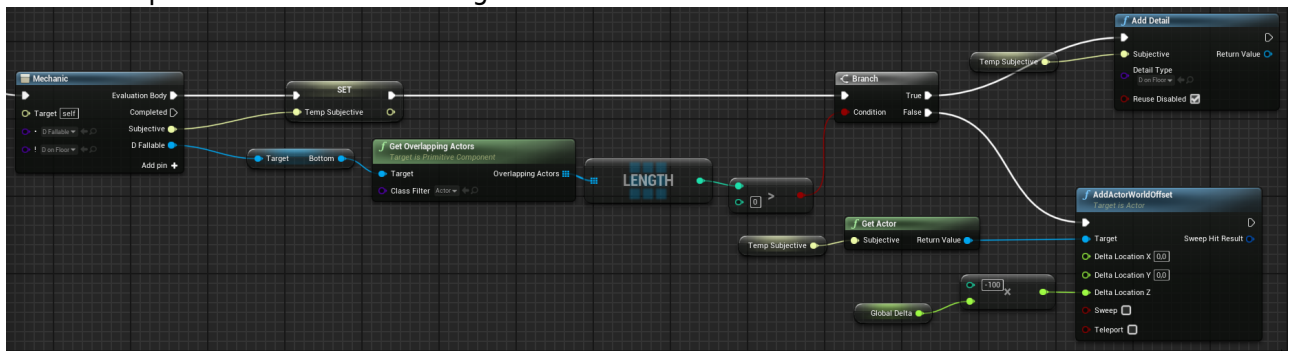 Mechanic
Evaluation Body
Target self
Completed
Subjective
D Fallable
! D on Floor
D Fallable
Add pin +
SET
Temp Subjective
Target Bottom
Get Overlapping Actors
Target is Primitive Component
Target Overlapping Actors
Class Filter Actor
LENGTH
0 >
Branch
True
Condition False
Temp Subjective
Add Detail
Subjective Return Value
Detail Type
D on Floor
Reuse Disabled
Temp Subjective
Get Actor
Subjective Return Value
Global Delta
-100 ×
AddActorWorldOffset
Target is Actor
Target Sweep Hit Result
Delta Location X 0,0
Delta Location Y 0,0
Delta Location Z
Sweep
Teleport